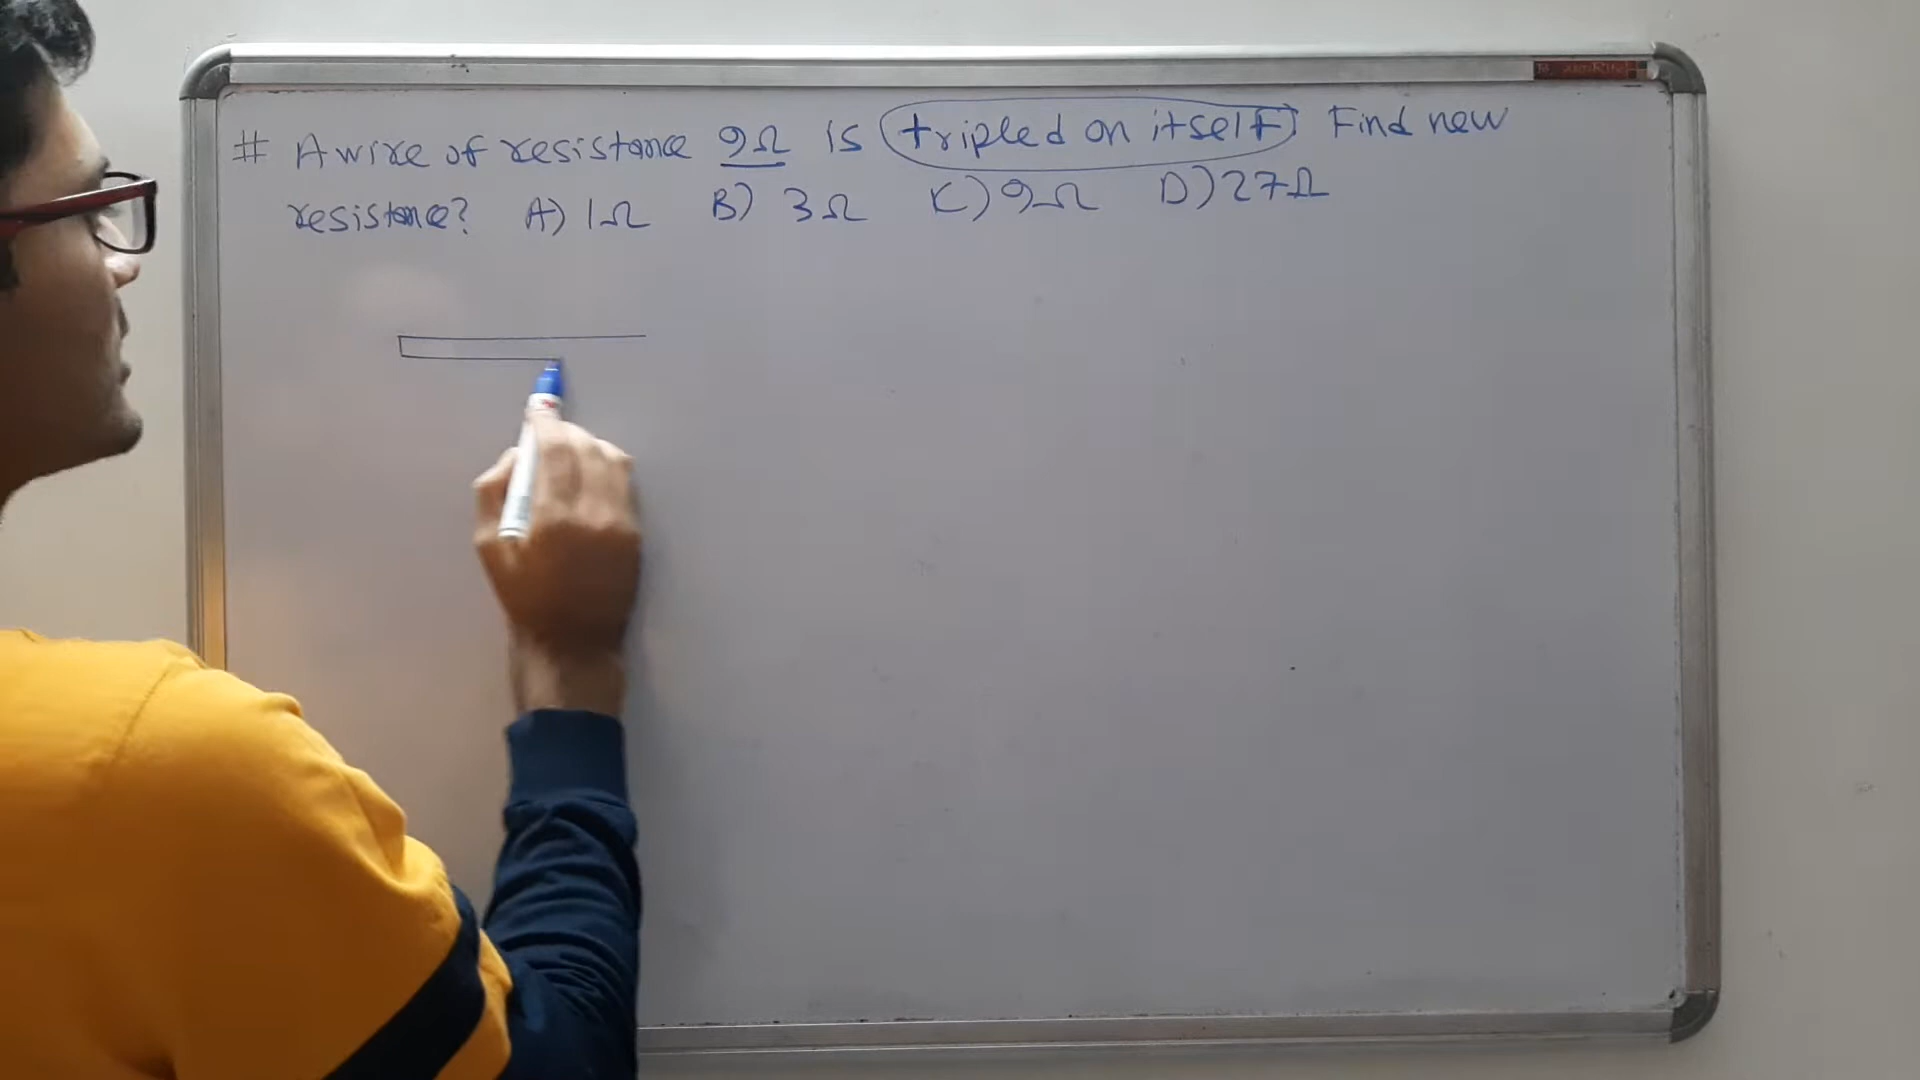 # A wire of resistance 9Ω is tripled on itself. Find new
resistance? A) 1Ω B) 3Ω C) 9Ω D) 27Ω